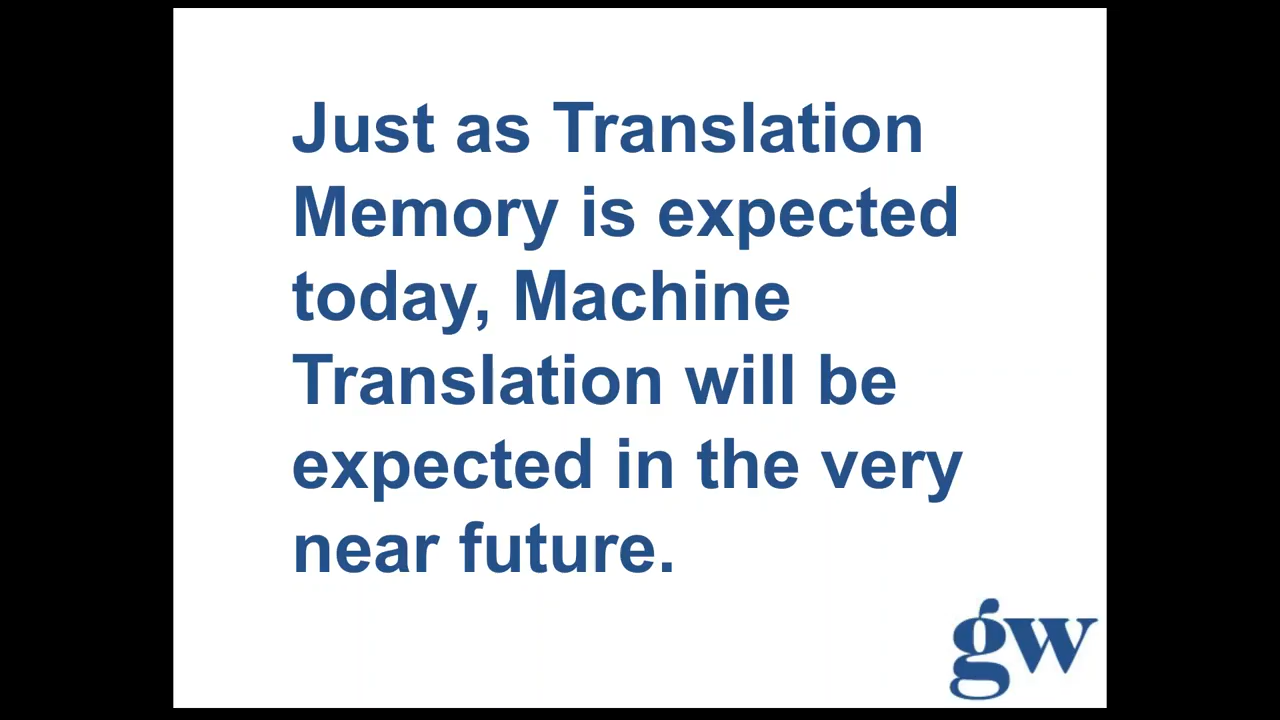 Just as Translation
Memory is expected
today, Machine
Translation will be
expected in the very
near future.
gw